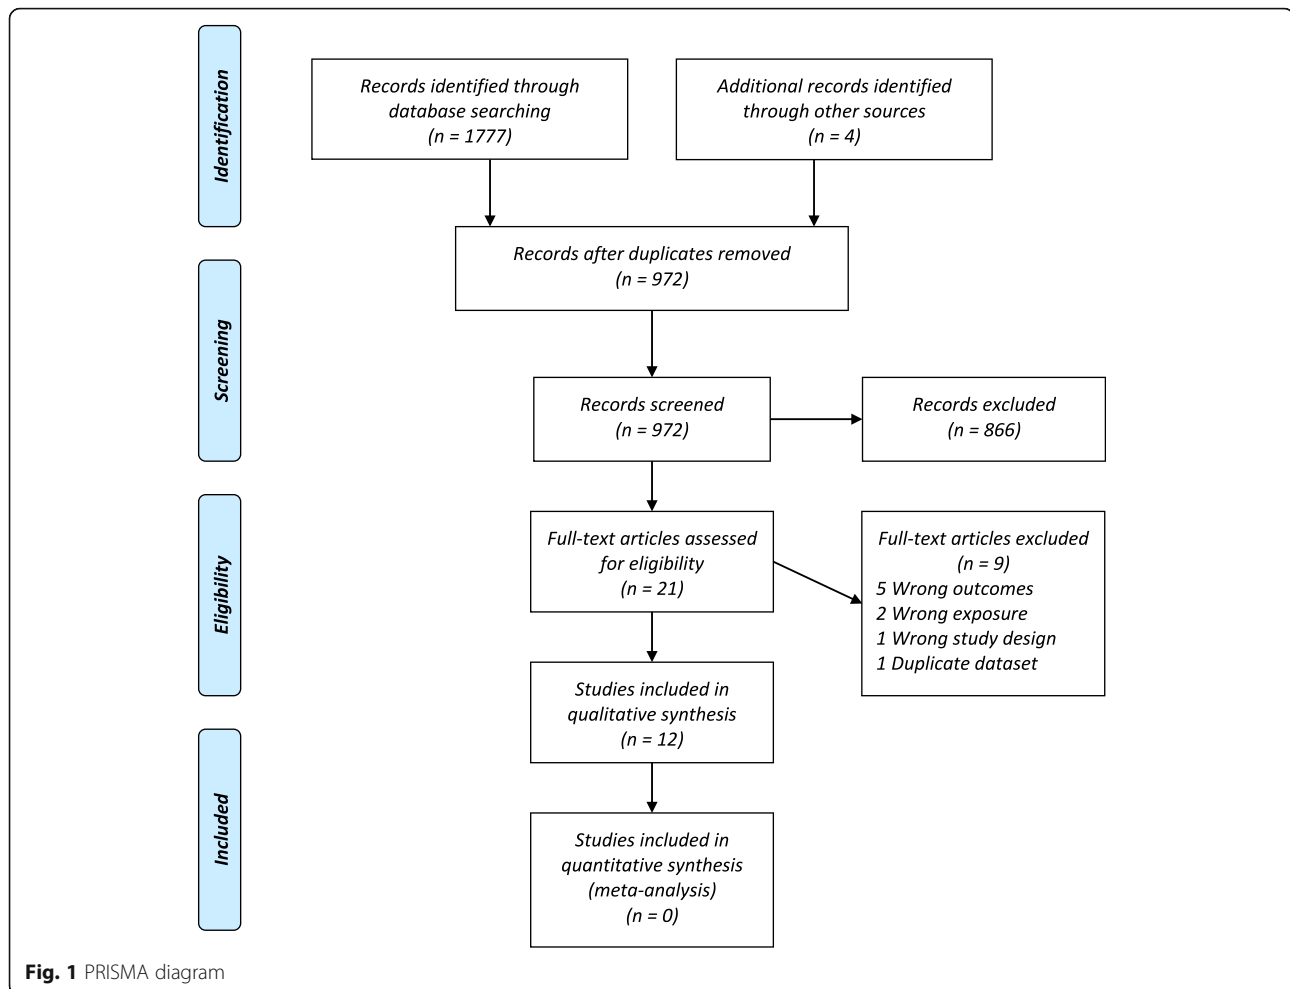 Identification
Records identified through
database searching
(n = 1777)
Additional records identified
through other sources
(n = 4)
Records after duplicates removed
(n = 972)
Screening
Records screened
(n = 972)
Records excluded
(n = 866)
Eligibility
Full-text articles assessed
for eligibility
(n = 21)
Full-text articles excluded
(n = 9)
5 Wrong outcomes
2 Wrong exposure
1 Wrong study design
1 Duplicate dataset
Studies included in
qualitative synthesis
(n = 12)
Included
Studies included in
quantitative synthesis
(meta-analysis)
(n = 0)
Fig. 1 PRISMA diagram